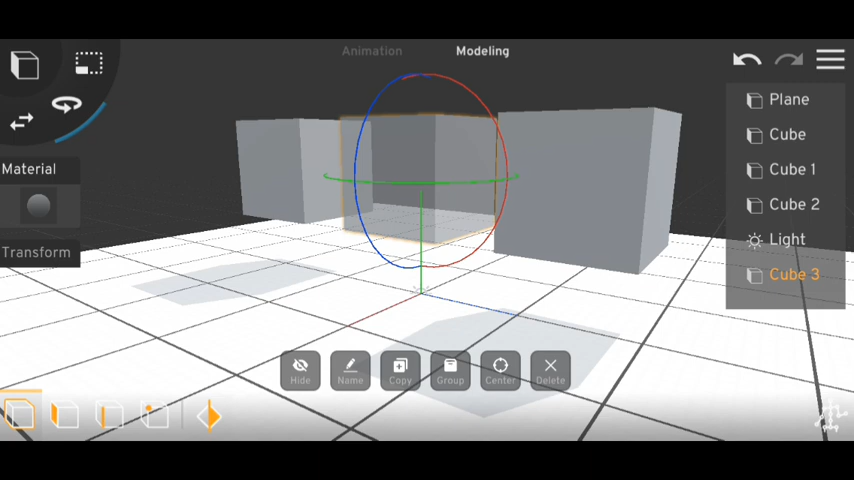 Animation
Modeling
Plane
Cube
Cube 1
Cube 2
Light
Cube 3
Material
Transform
Hide
Name
Copy
Group
Center
Delete